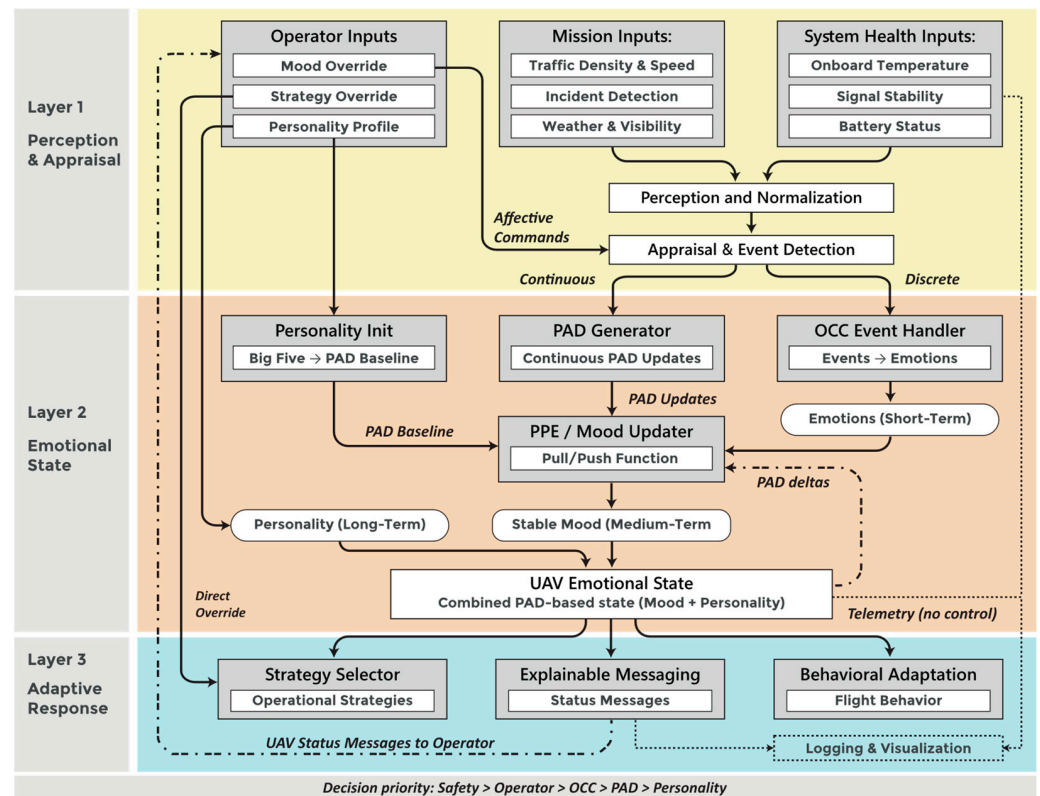 Layer 1
Perception
& Appraisal
Operator Inputs
Mood Override
Strategy Override
Personality Profile
Mission Inputs:
Traffic Density & Speed
Incident Detection
Weather & Visibility
System Health Inputs:
Onboard Temperature
Signal Stability
Battery Status
Perception and Normalization
Affective
Commands
Appraisal & Event Detection
Continuous
Discrete
Layer 2
Emotional
State
Personality Init
Big Five → PAD Baseline
PAD Generator
Continuous PAD Updates
OCC Event Handler
Events → Emotions
PAD Updates
Emotions (Short-Term)
PAD Baseline
PPE / Mood Updater
Pull/Push Function
PAD deltas
Personality (Long-Term)
Stable Mood (Medium-Term
UAV Emotional State
Combined PAD-based state (Mood + Personality)
Direct
Override
Telemetry (no control)
Layer 3
Adaptive
Response
Strategy Selector
Operational Strategies
Explainable Messaging
Status Messages
Behavioral Adaptation
Flight Behavior
UAV Status Messages to Operator
Logging & Visualization
Decision priority: Safety > Operator > OCC > PAD > Personality